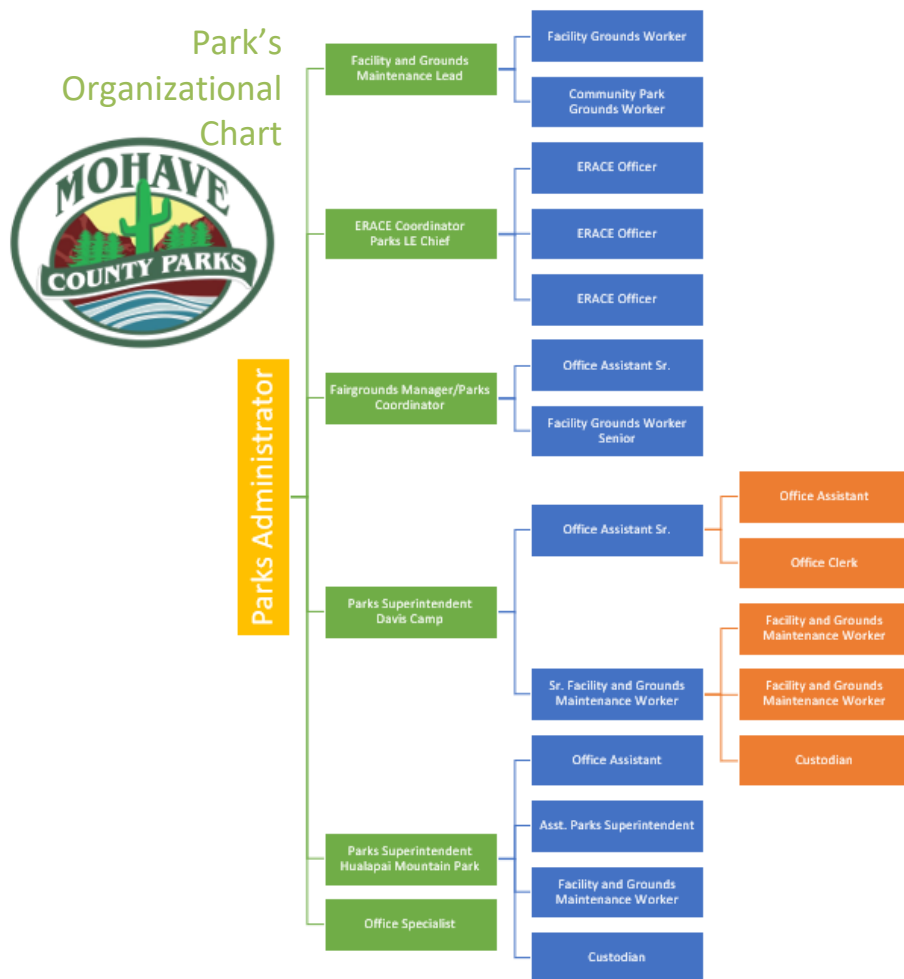 Park's
Organizational
Chart
MOHAVE
COUNTY PARKS
Parks Administrator
Facility and Grounds
Maintenance Lead
Facility Grounds Worker
Community Park
Grounds Worker
ERACE Coordinator
Parks LE Chief
ERACE Officer
ERACE Officer
ERACE Officer
Fairgrounds Manager/Parks
Coordinator
Office Assistant Sr.
Facility Grounds Worker
Senior
Parks Superintendent
Davis Camp
Office Assistant Sr.
Office Assistant
Office Clerk
Sr. Facility and Grounds
Maintenance Worker
Facility and Grounds
Maintenance Worker
Facility and Grounds
Maintenance Worker
Custodian
Parks Superintendent
Hualapai Mountain Park
Office Assistant
Asst. Parks Superintendent
Facility and Grounds
Maintenance Worker
Custodian
Office Specialist